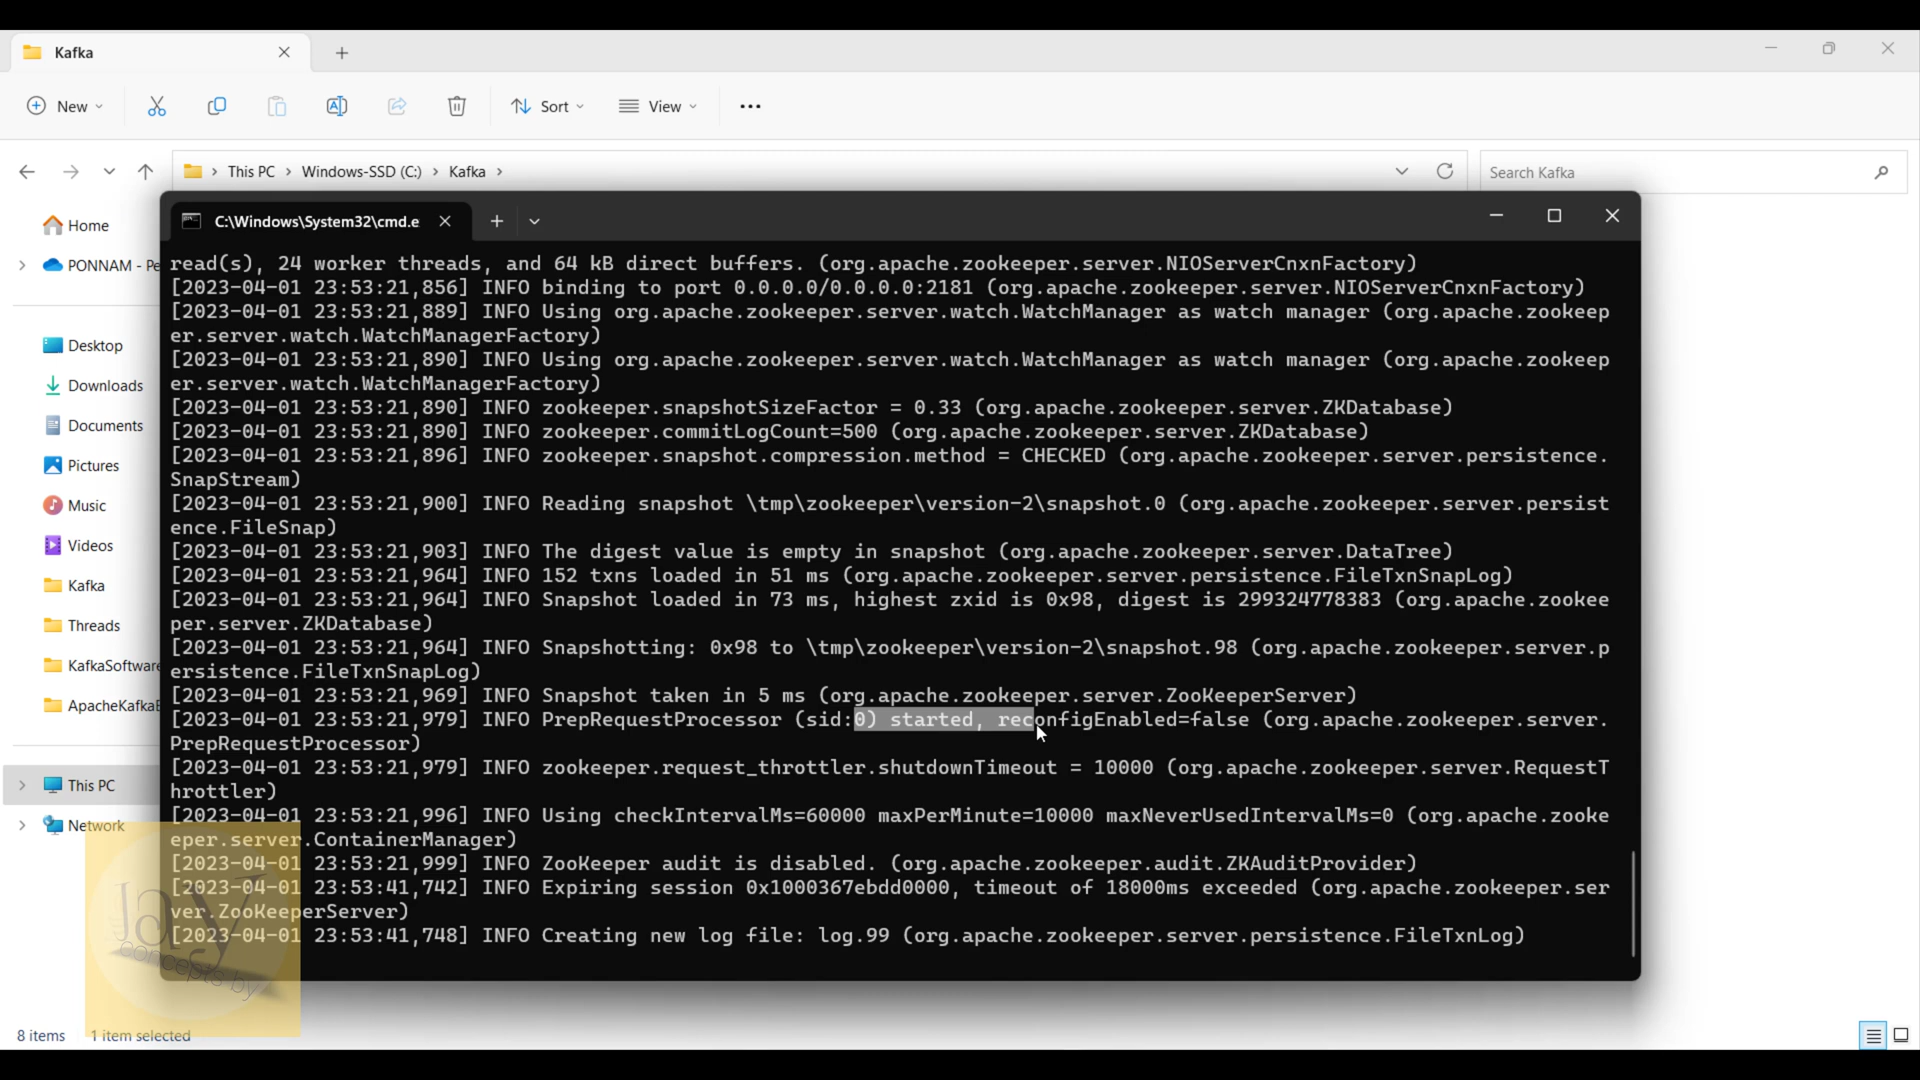 Kafka
New
Sort
View
This PC > Windows-SSD (C:) > Kafka >
Search Kafka
Home
PONNAM - Pe
Desktop
Downloads
Documents
Pictures
Music
Videos
Kafka
Threads
KafkaSoftware
ApacheKafka
This PC
Network
C:\Windows\System32\cmd.e
read(s), 24 worker threads, and 64 kB direct buffers. (org.apache.zookeeper.server.NIOServerCnxnFactory)
[2023-04-01 23:53:21,856] INFO binding to port 0.0.0.0/0.0.0.0:2181 (org.apache.zookeeper.server.NIOServerCnxnFactory)
[2023-04-01 23:53:21,889] INFO Using org.apache.zookeeper.server.watch.WatchManager as watch manager (org.apache.zookeep
er.server.watch.WatchManagerFactory)
[2023-04-01 23:53:21,890] INFO Using org.apache.zookeeper.server.watch.WatchManager as watch manager (org.apache.zookeep
er.server.watch.WatchManagerFactory)
[2023-04-01 23:53:21,890] INFO zookeeper.snapshotSizeFactor = 0.33 (org.apache.zookeeper.server.ZKDatabase)
[2023-04-01 23:53:21,890] INFO zookeeper.commitLogCount=500 (org.apache.zookeeper.server.ZKDatabase)
[2023-04-01 23:53:21,896] INFO zookeeper.snapshot.compression.method = CHECKED (org.apache.zookeeper.server.persistence.
SnapStream)
[2023-04-01 23:53:21,900] INFO Reading snapshot \tmp\zookeeper\version-2\snapshot.0 (org.apache.zookeeper.server.persist
ence.FileSnap)
[2023-04-01 23:53:21,903] INFO The digest value is empty in snapshot (org.apache.zookeeper.server.DataTree)
[2023-04-01 23:53:21,964] INFO 152 txns loaded in 51 ms (org.apache.zookeeper.server.persistence.FileTxnSnapLog)
[2023-04-01 23:53:21,964] INFO Snapshot loaded in 73 ms, highest zxid is 0x98, digest is 299324778383 (org.apache.zookee
per.server.ZKDatabase)
[2023-04-01 23:53:21,964] INFO Snapshotting: 0x98 to \tmp\zookeeper\version-2\snapshot.98 (org.apache.zookeeper.server.p
ersistence.FileTxnSnapLog)
[2023-04-01 23:53:21,969] INFO Snapshot taken in 5 ms (org.apache.zookeeper.server.ZooKeeperServer)
[2023-04-01 23:53:21,979] INFO PrepRequestProcessor (sid:0) started, reconfigEnabled=false (org.apache.zookeeper.server.
PrepRequestProcessor)
[2023-04-01 23:53:21,979] INFO zookeeper.request_throttler.shutdownTimeout = 10000 (org.apache.zookeeper.server.RequestT
hrottler)
[2023-04-01 23:53:21,996] INFO Using checkIntervalMs=60000 maxPerMinute=10000 maxNeverUsedIntervalMs=0 (org.apache.zooke
eper.server.ContainerManager)
[2023-04-01 23:53:21,999] INFO ZooKeeper audit is disabled. (org.apache.zookeeper.audit.ZKAuditProvider)
[2023-04-01 23:53:41,742] INFO Expiring session 0x1000367ebdd0000, timeout of 18000ms exceeded (org.apache.zookeeper.ser
ver.ZooKeeperServer)
[2023-04-01 23:53:41,748] INFO Creating new log file: log.99 (org.apache.zookeeper.server.persistence.FileTxnLog)
Jay
concepts by
8 items 1 item selected